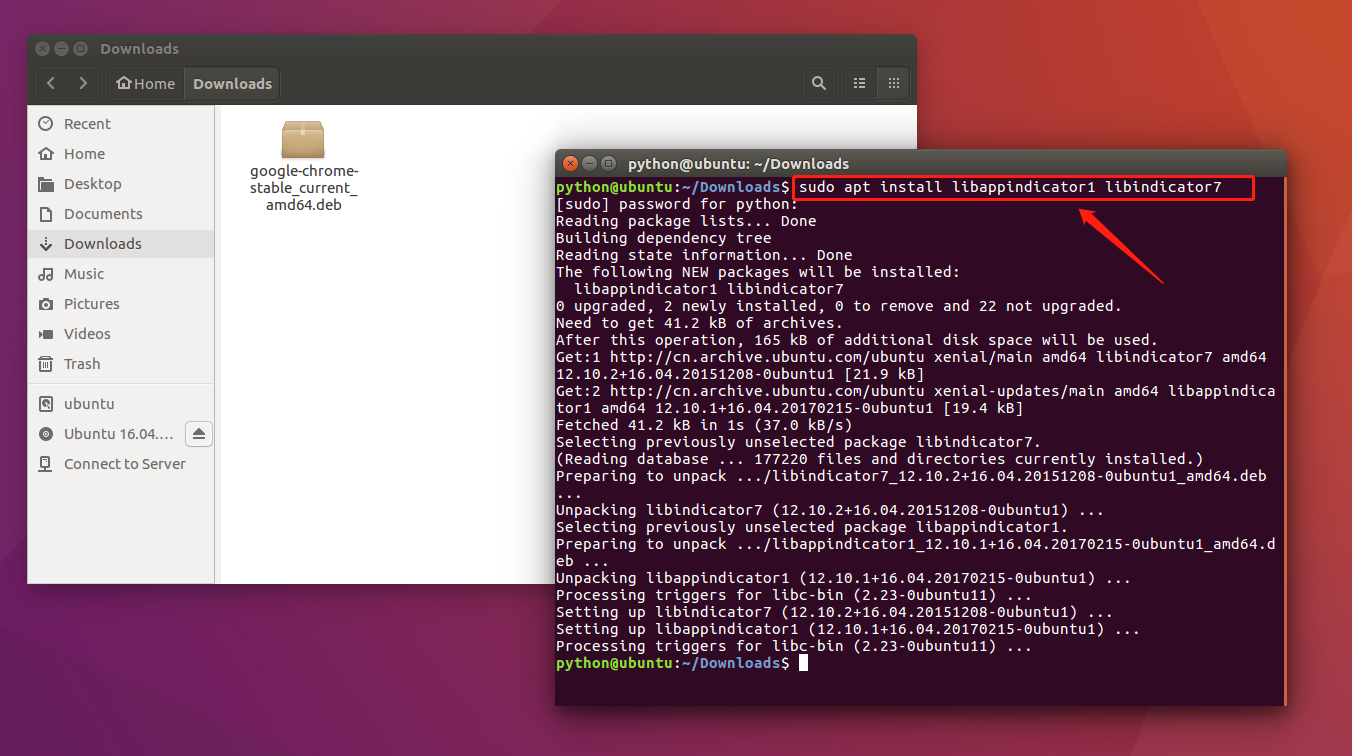 Downloads
Home
Downloads
Recent
Home
Desktop
Documents
Downloads
Music
Pictures
Videos
Trash
ubuntu
Ubuntu 16.04....
Connect to Server
google-chrome-
stable_current_
amd64.deb
python@ubuntu: ~/Downloads
python@ubuntu:~/Downloads$ sudo apt install libappindicator1 libindicator7
[sudo] password for python:
Reading package lists... Done
Building dependency tree
Reading state information... Done
The following NEW packages will be installed:
  libappindicator1 libindicator7
0 upgraded, 2 newly installed, 0 to remove and 22 not upgraded.
Need to get 41.2 kB of archives.
After this operation, 165 kB of additional disk space will be used.
Get:1 http://cn.archive.ubuntu.com/ubuntu xenial/main amd64 libindicator7 amd64
12.10.2+16.04.20151208-0ubuntu1 [21.9 kB]
Get:2 http://cn.archive.ubuntu.com/ubuntu xenial-updates/main amd64 libappindica
tor1 amd64 12.10.1+16.04.20170215-0ubuntu1 [19.4 kB]
Fetched 41.2 kB in 1s (37.0 kB/s)
Selecting previously unselected package libindicator7.
(Reading database ... 177220 files and directories currently installed.)
Preparing to unpack .../libindicator7_12.10.2+16.04.20151208-0ubuntu1_amd64.deb
...
Unpacking libindicator7 (12.10.2+16.04.20151208-0ubuntu1) ...
Selecting previously unselected package libappindicator1.
Preparing to unpack .../libappindicator1_12.10.1+16.04.20170215-0ubuntu1_amd64.d
eb ...
Unpacking libappindicator1 (12.10.1+16.04.20170215-0ubuntu1) ...
Processing triggers for libc-bin (2.23-0ubuntu11) ...
Setting up libindicator7 (12.10.2+16.04.20151208-0ubuntu1) ...
Setting up libappindicator1 (12.10.1+16.04.20170215-0ubuntu1) ...
Processing triggers for libc-bin (2.23-0ubuntu11) ...
python@ubuntu:~/Downloads$